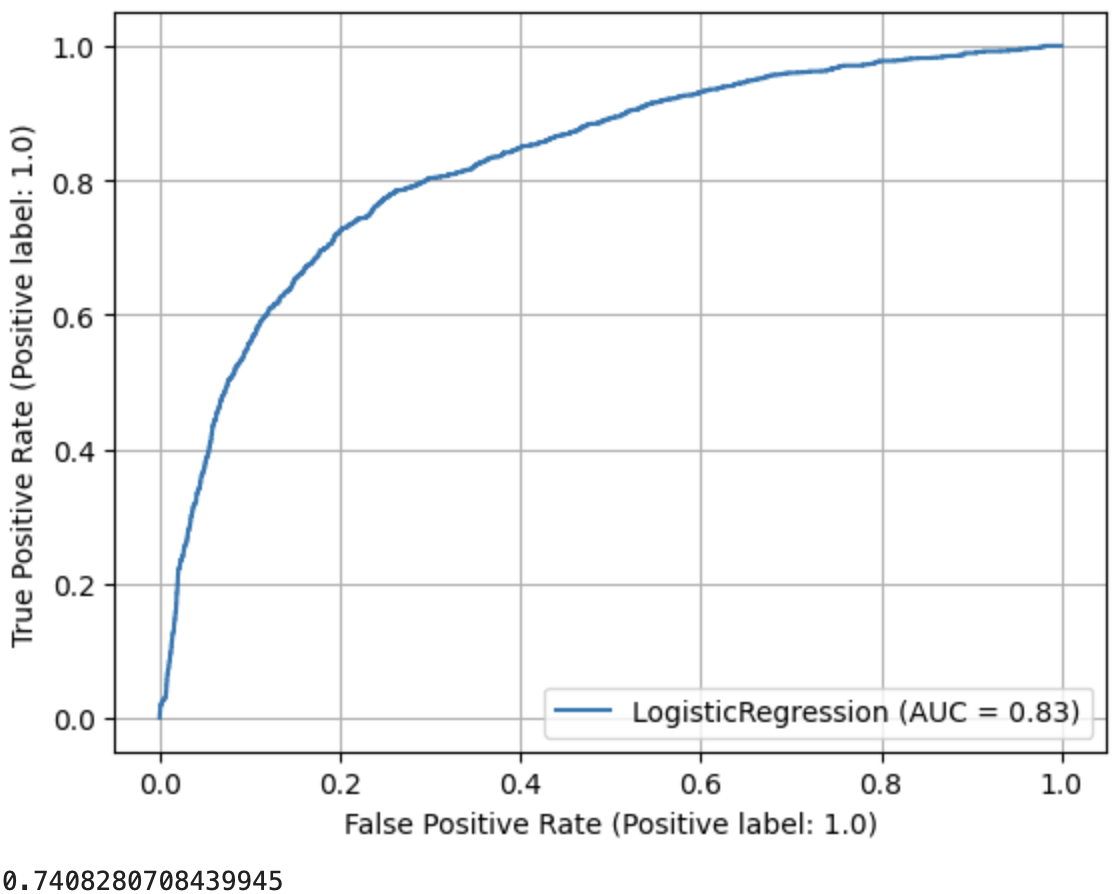 1.0
0.8
0.6
0.4
0.2
0.0
True Positive Rate (Positive label: 1.0)
LogisticRegression (AUC = 0.83)
0.0 0.2 0.4 0.6 0.8 1.0
False Positive Rate (Positive label: 1.0)
0.7408280708439945